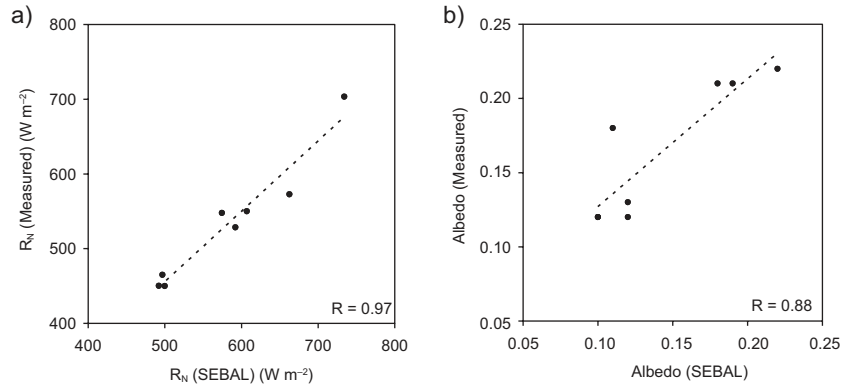 a)
800
700
600
500
400
R_N (Measured) (W m⁻²)
400 500 600 700 800
R_N (SEBAL) (W m⁻²)
R = 0.97
b)
0.25
0.20
0.15
0.10
0.05
Albedo (Measured)
0.05 0.10 0.15 0.20 0.25
Albedo (SEBAL)
R = 0.88